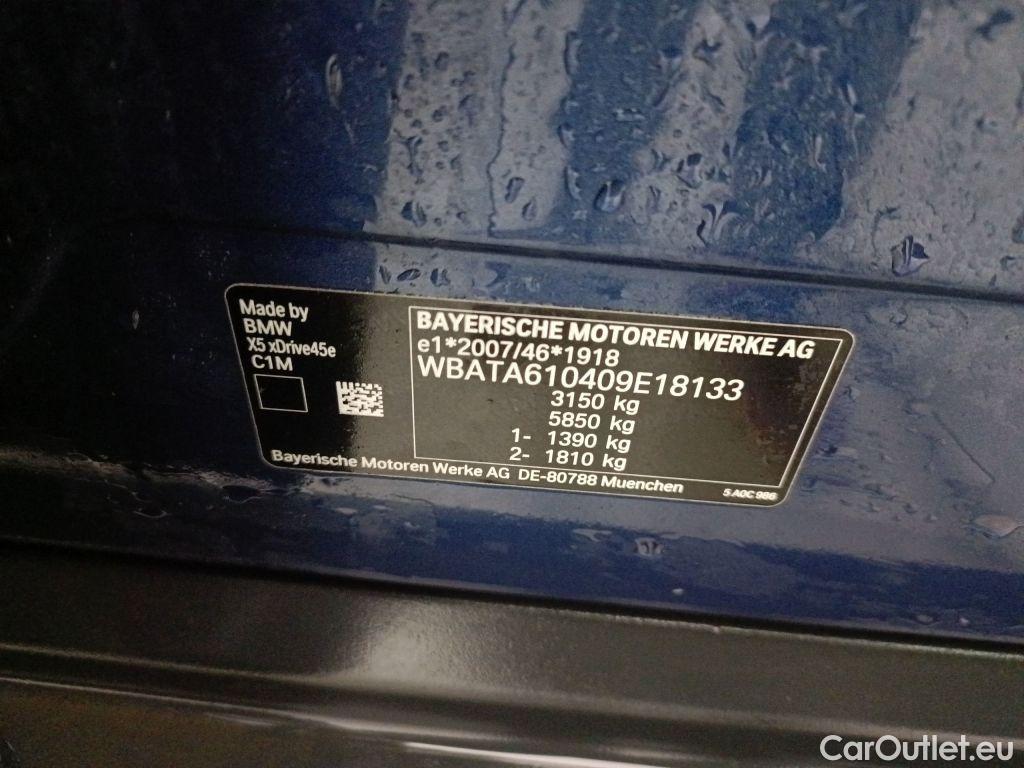 Made by
BMW
X5 xDrive45e
C1M
BAYERISCHE MOTOREN WERKE AG
e1*2007/46*1918
WBATA610409E18133
3150 kg
5850 kg
1- 1390 kg
2- 1810 kg
Bayerische Motoren Werke AG DE-80788 Muenchen
5 A0C 986
CarOutlet.eu